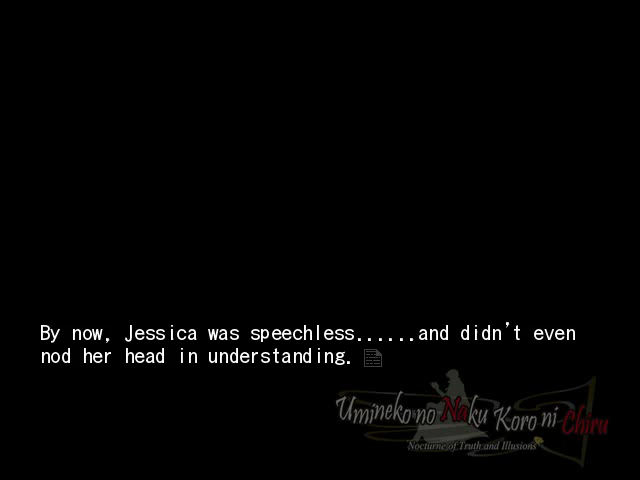 By now, Jessica was speechless......and didn't even
nod her head in understanding.
Umineko no Naku Koro ni Chiru
Nocturne of Truth and Illusions